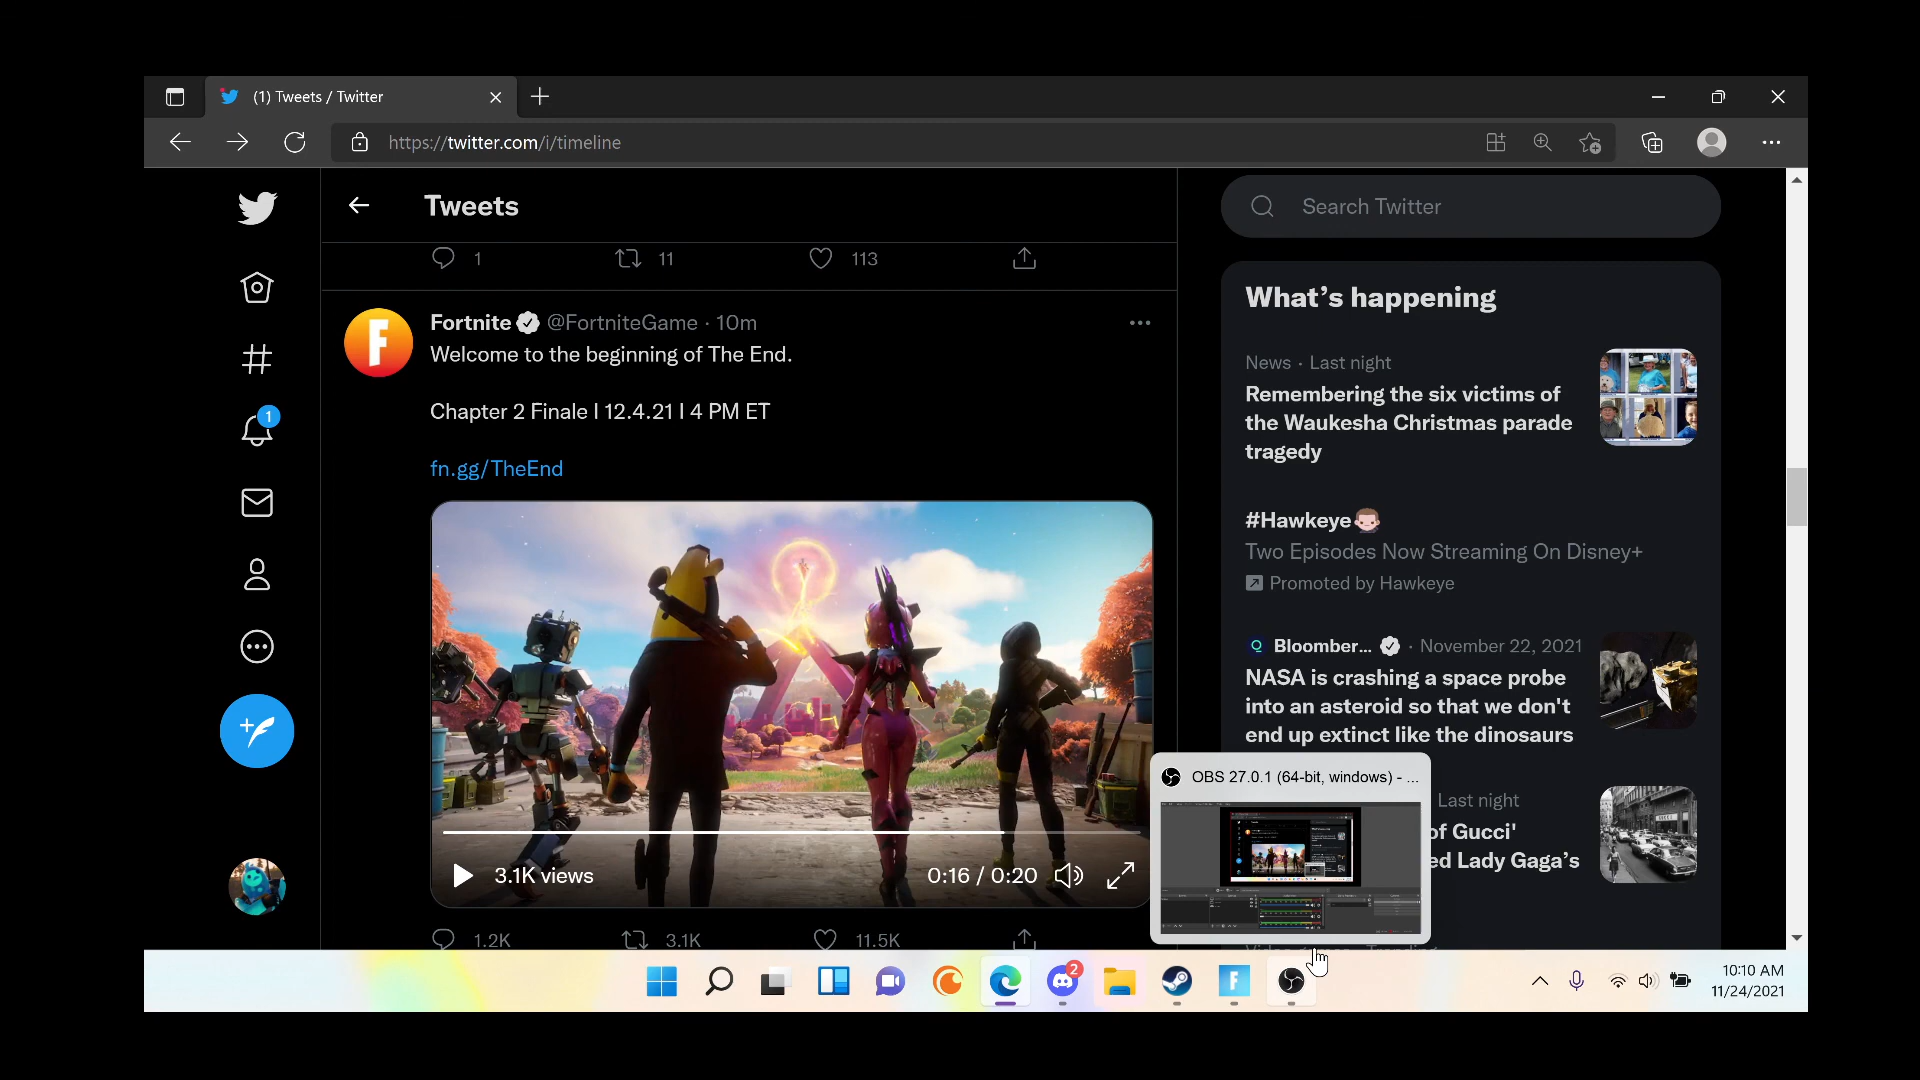 (1) Tweets / Twitter
https://twitter.com/i/timeline
Tweets
Search Twitter
1 11 113
What's happening
Fortnite @FortniteGame · 10m
Welcome to the beginning of The End.
Chapter 2 Finale I 12.4.21 I 4 PM ET
fn.gg/TheEnd
3.1K views 0:16 / 0:20
1.2K 3.1K 11.5K
News · Last night
Remembering the six victims of
the Waukesha Christmas parade
tragedy
#Hawkeye
Two Episodes Now Streaming On Disney+
Promoted by Hawkeye
Bloomber... · November 22, 2021
NASA is crashing a space probe
into an asteroid so that we don't
end up extinct like the dinosaurs
Last night
of Gucci'
ed Lady Gaga's
OBS 27.0.1 (64-bit, windows) - ...
1
2
10:10 AM
11/24/2021